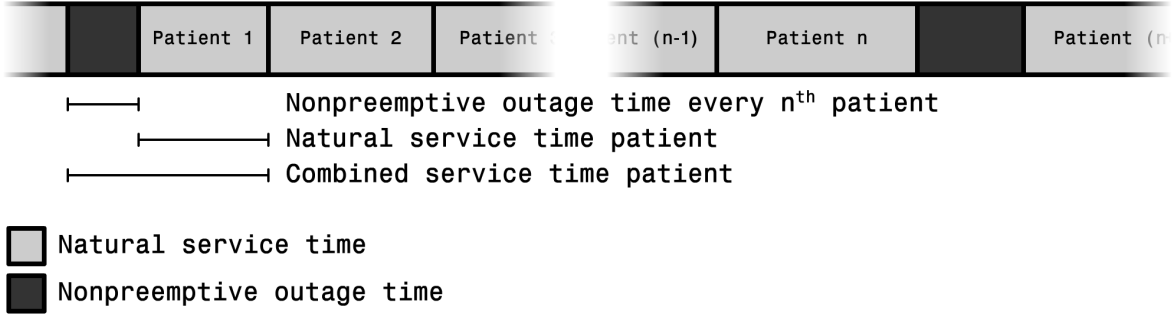 Patient 1
Patient 2
Patient
(n-1)
Patient n
Patient (n
Nonpreemptive outage time every nth patient
Natural service time patient
Combined service time patient
Natural service time
Nonpreemptive outage time